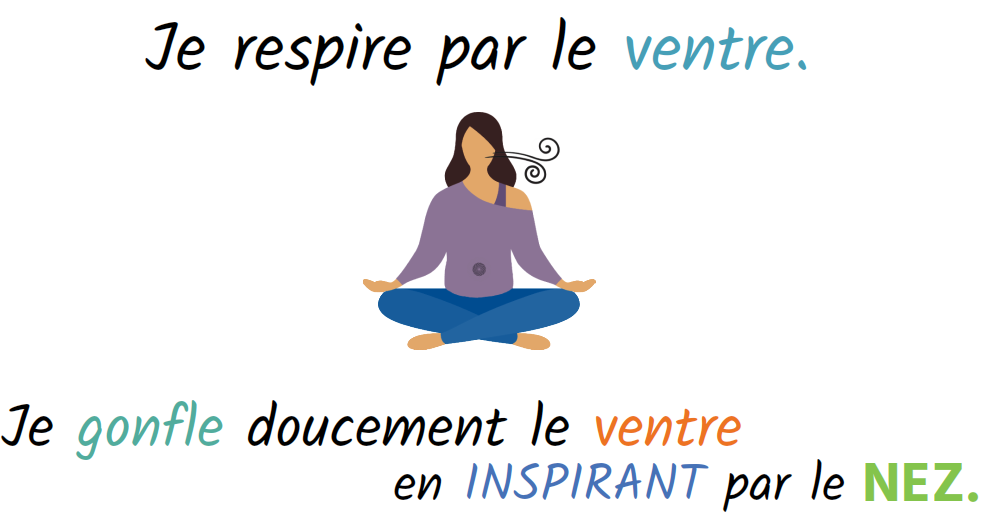 Je respire par le ventre.
Je gonfle doucement le ventre
en INSPIRANT par le NEZ.